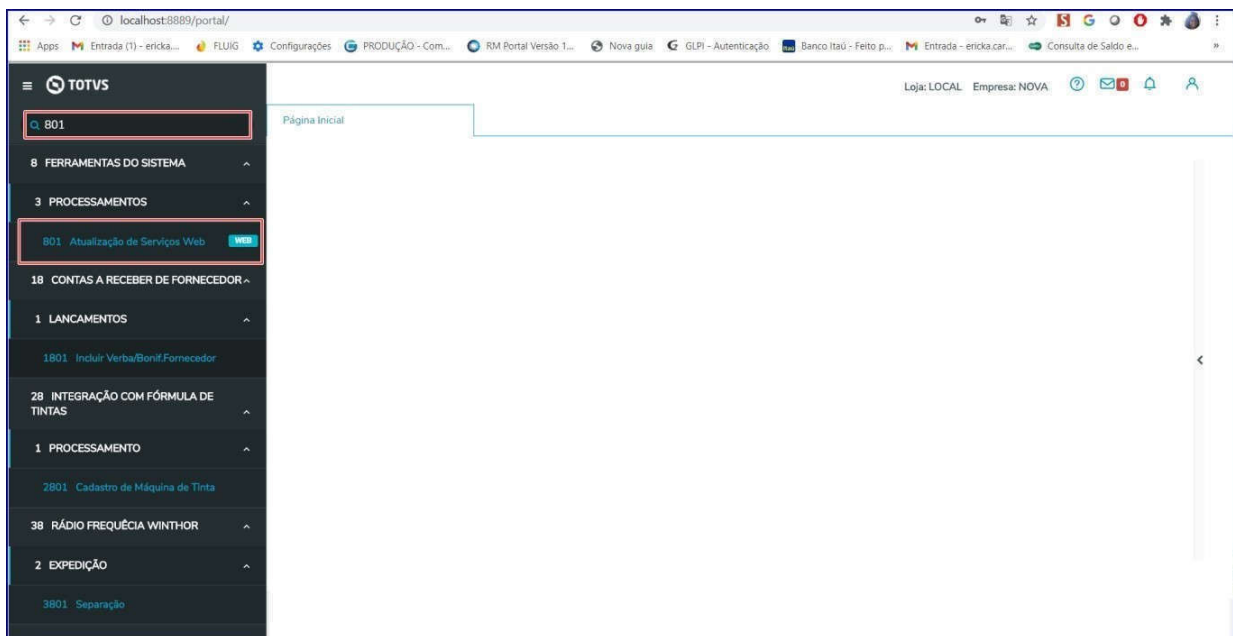 localhost:8889/portal/
Apps Entrada (1) - ericka.... FLUIG Configurações PRODUÇÃO - Com... RM Portal Versão 1... Nova guia GLPI - Autenticação Banco Itaú - Feito p... Entrada - ericka.car... Consulta de Saldo e... »
TOTVS
Loja: LOCAL Empresa: NOVA 0
801
Página Inicial
8 FERRAMENTAS DO SISTEMA
3 PROCESSAMENTOS
801 Atualização de Serviços Web WEB
18 CONTAS A RECEBER DE FORNECEDOR
1 LANCAMENTOS
1801 Incluir Verba/Bonif.Fornecedor
28 INTEGRAÇÃO COM FÓRMULA DE
TINTAS
1 PROCESSAMENTO
2801 Cadastro de Máquina de Tinta
38 RÁDIO FREQUÊCIA WINTHOR
2 EXPEDIÇÃO
3801 Separação